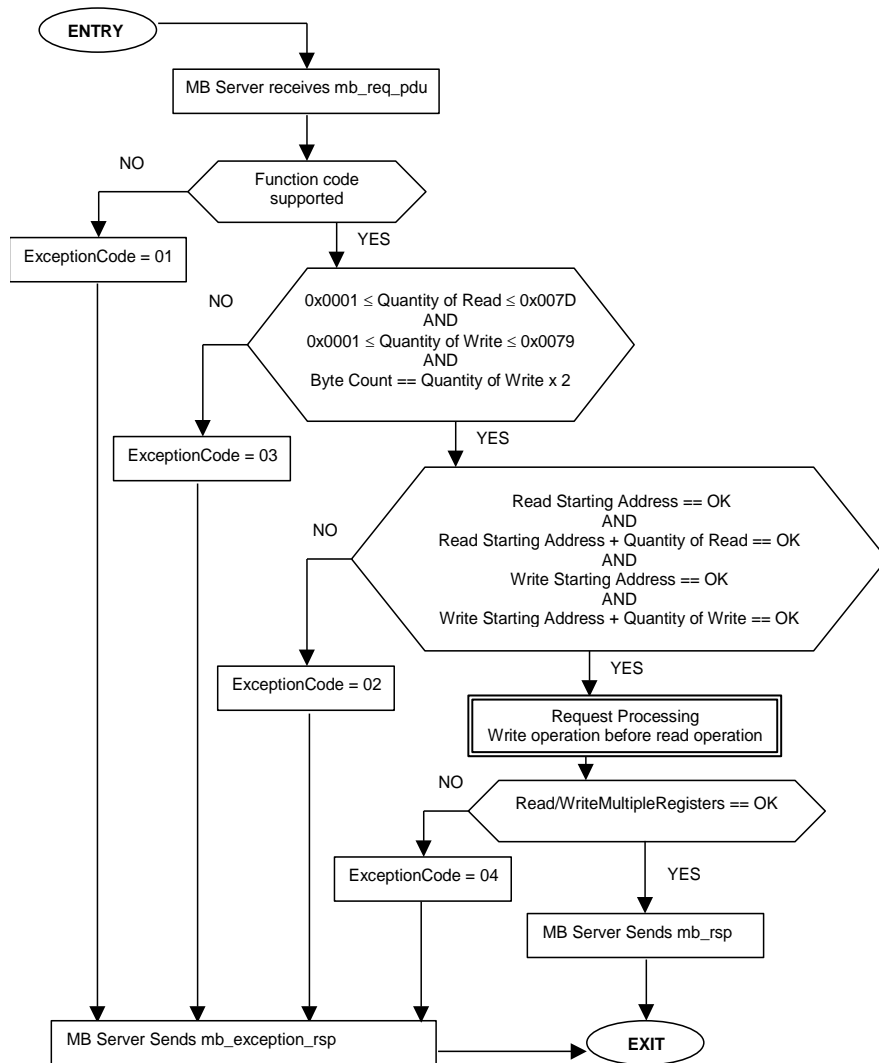 ENTRY
MB Server receives mb_req_pdu
NO
Function code
supported
YES
ExceptionCode = 01
NO
0x0001 ≤ Quantity of Read ≤ 0x007D
AND
0x0001 ≤ Quantity of Write ≤ 0x0079
AND
Byte Count == Quantity of Write x 2
YES
ExceptionCode = 03
NO
Read Starting Address == OK
AND
Read Starting Address + Quantity of Read == OK
AND
Write Starting Address == OK
AND
Write Starting Address + Quantity of Write == OK
YES
ExceptionCode = 02
Request Processing
Write operation before read operation
NO
Read/WriteMultipleRegisters == OK
YES
ExceptionCode = 04
MB Server Sends mb_rsp
MB Server Sends mb_exception_rsp
EXIT